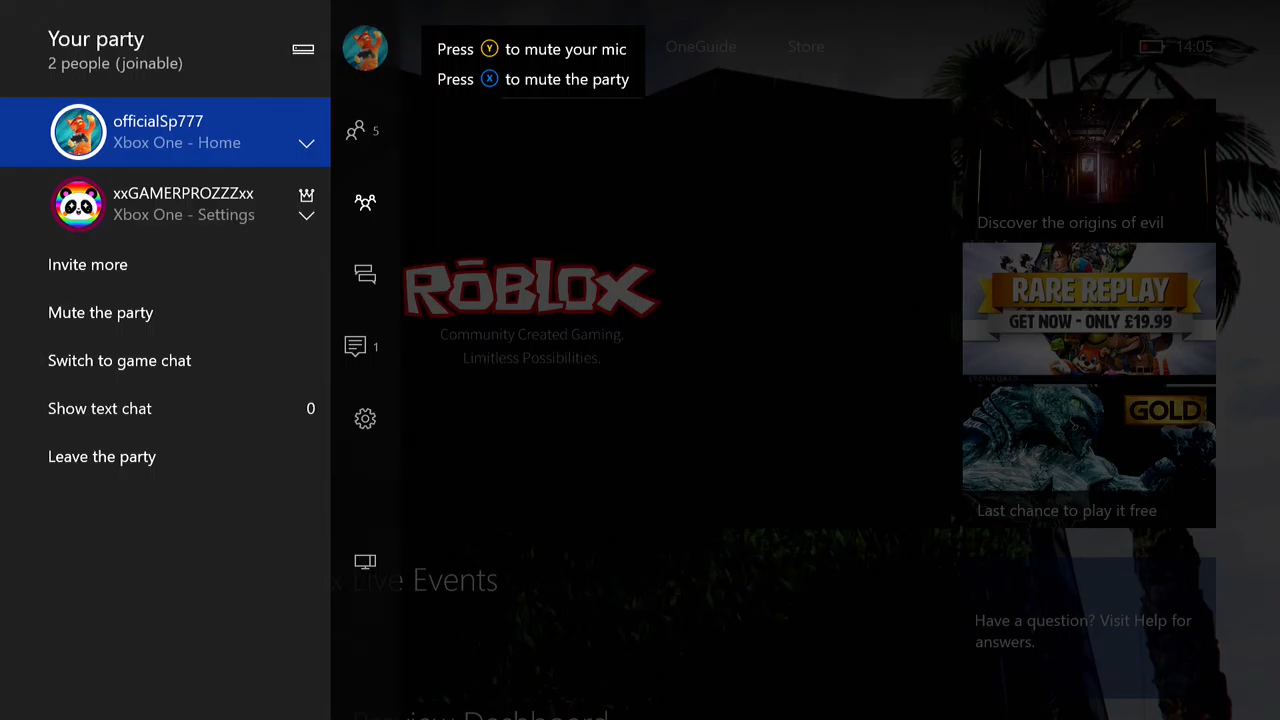 Your party
2 people (joinable)
officialSp777
Xbox One - Home
xxGAMERPROZZZxx
Xbox One - Settings
Invite more
Mute the party
Switch to game chat
Show text chat 0
Leave the party
5
1
Press Y to mute your mic
Press X to mute the party
OneGuide
Store
14:05
RŌBLOX
Community Created Gaming.
Limitless Possibilities.
Discover the origins of evil
RARE REPLAY
GET NOW - ONLY £19.99
GOLD
Last chance to play it free
x Live Events
Have a question? Visit Help for
answers.
Dashboard